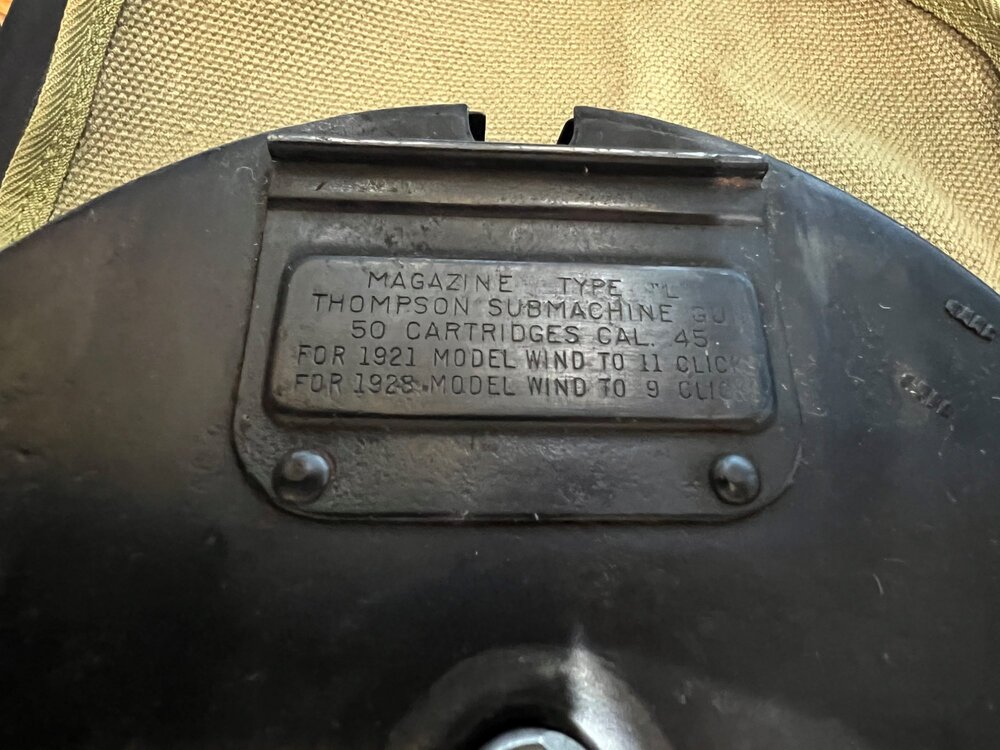 MAGAZINE TYPE "L"
THOMPSON SUBMACHINE GU
50 CARTRIDGES CAL. 45
FOR 1921 MODEL WIND TO 11 CLICK
FOR 1928 MODEL WIND TO 9 CLIC